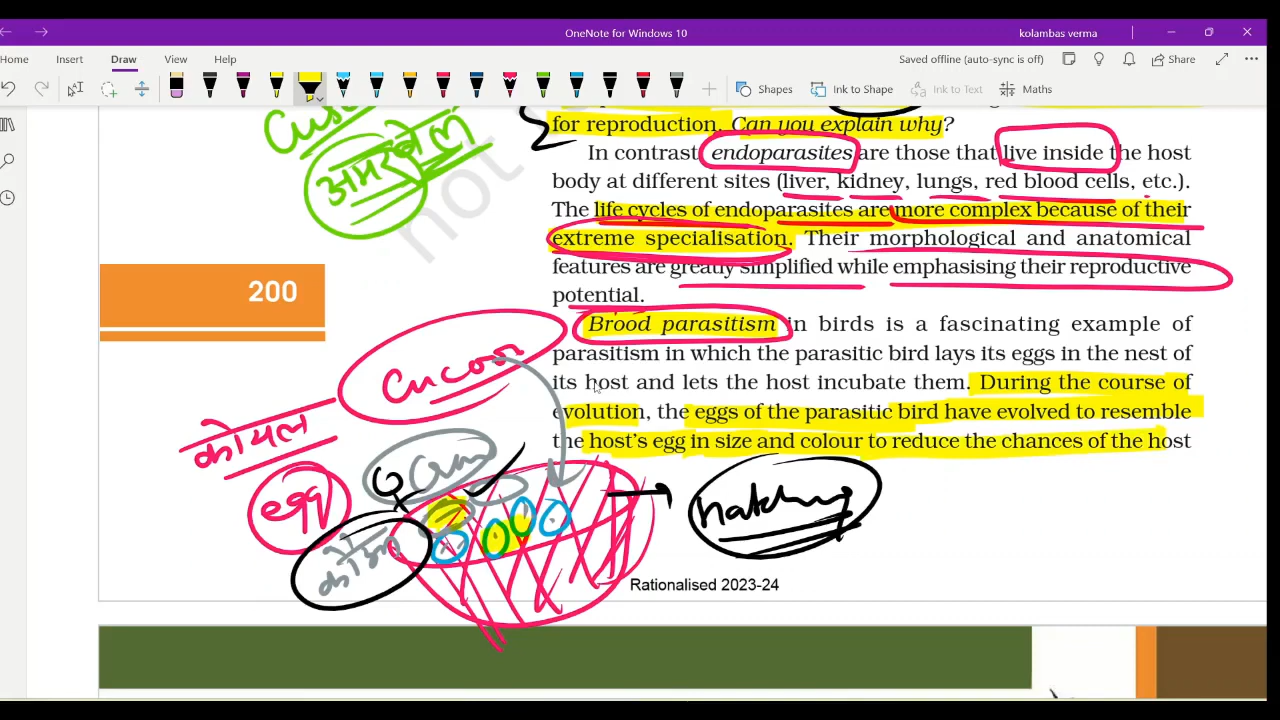 OneNote for Windows 10
kolambas verma
Home Insert Draw View Help
Saved offline (auto-sync is off)
Share
Shapes
Ink to Shape
Ink to Text
Maths
for reproduction. Can you explain why?
अमरबेल
not
In contrast endoparasites are those that live inside the host
body at different sites (liver, kidney, lungs, red blood cells, etc.).
The life cycles of endoparasites are more complex because of their
extreme specialisation. Their morphological and anatomical
features are greatly simplified while emphasising their reproductive
potential.
200
Brood parasitism in birds is a fascinating example of
parasitism in which the parasitic bird lays its eggs in the nest of
its host and lets the host incubate them. During the course of
evolution, the eggs of the parasitic bird have evolved to resemble
the host's egg in size and colour to reduce the chances of the host
कोयल
egg
hatching
Rationalised 2023-24